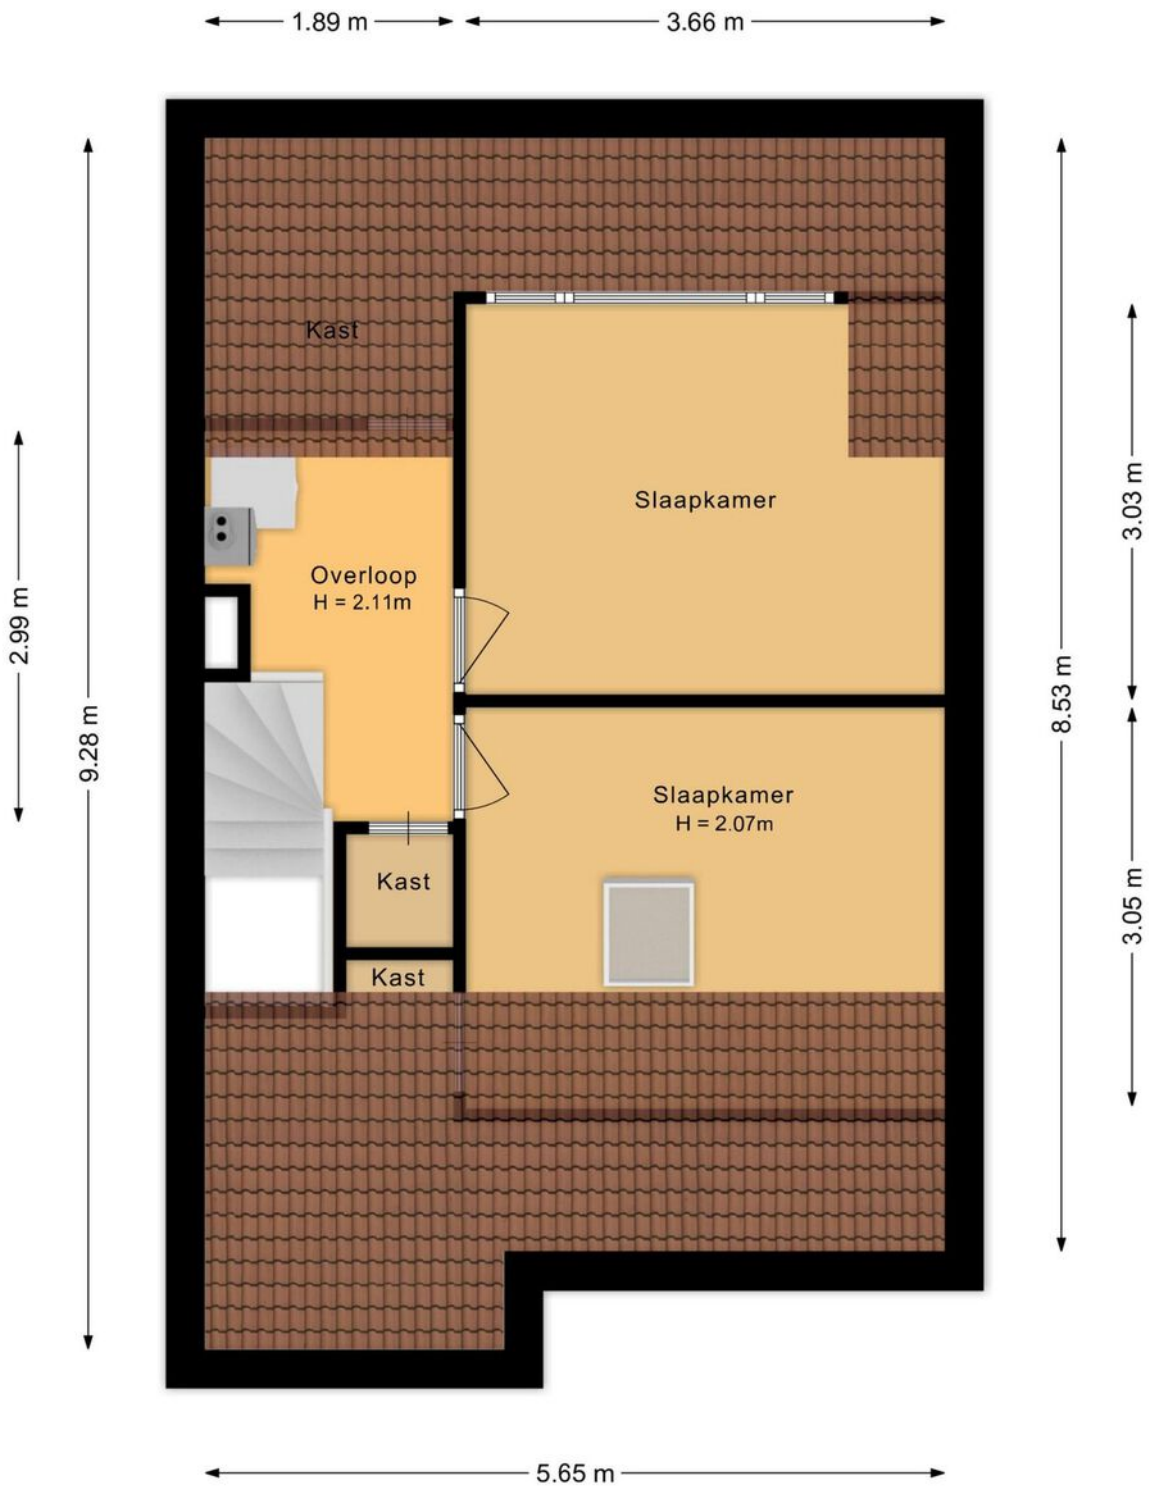 1.89 m
3.66 m
Kast
Slaapkamer
3.03 m
Overloop
H = 2.11m
2.99 m
8.53 m
9.28 m
Slaapkamer
H = 2.07m
Kast
3.05 m
Kast
5.65 m